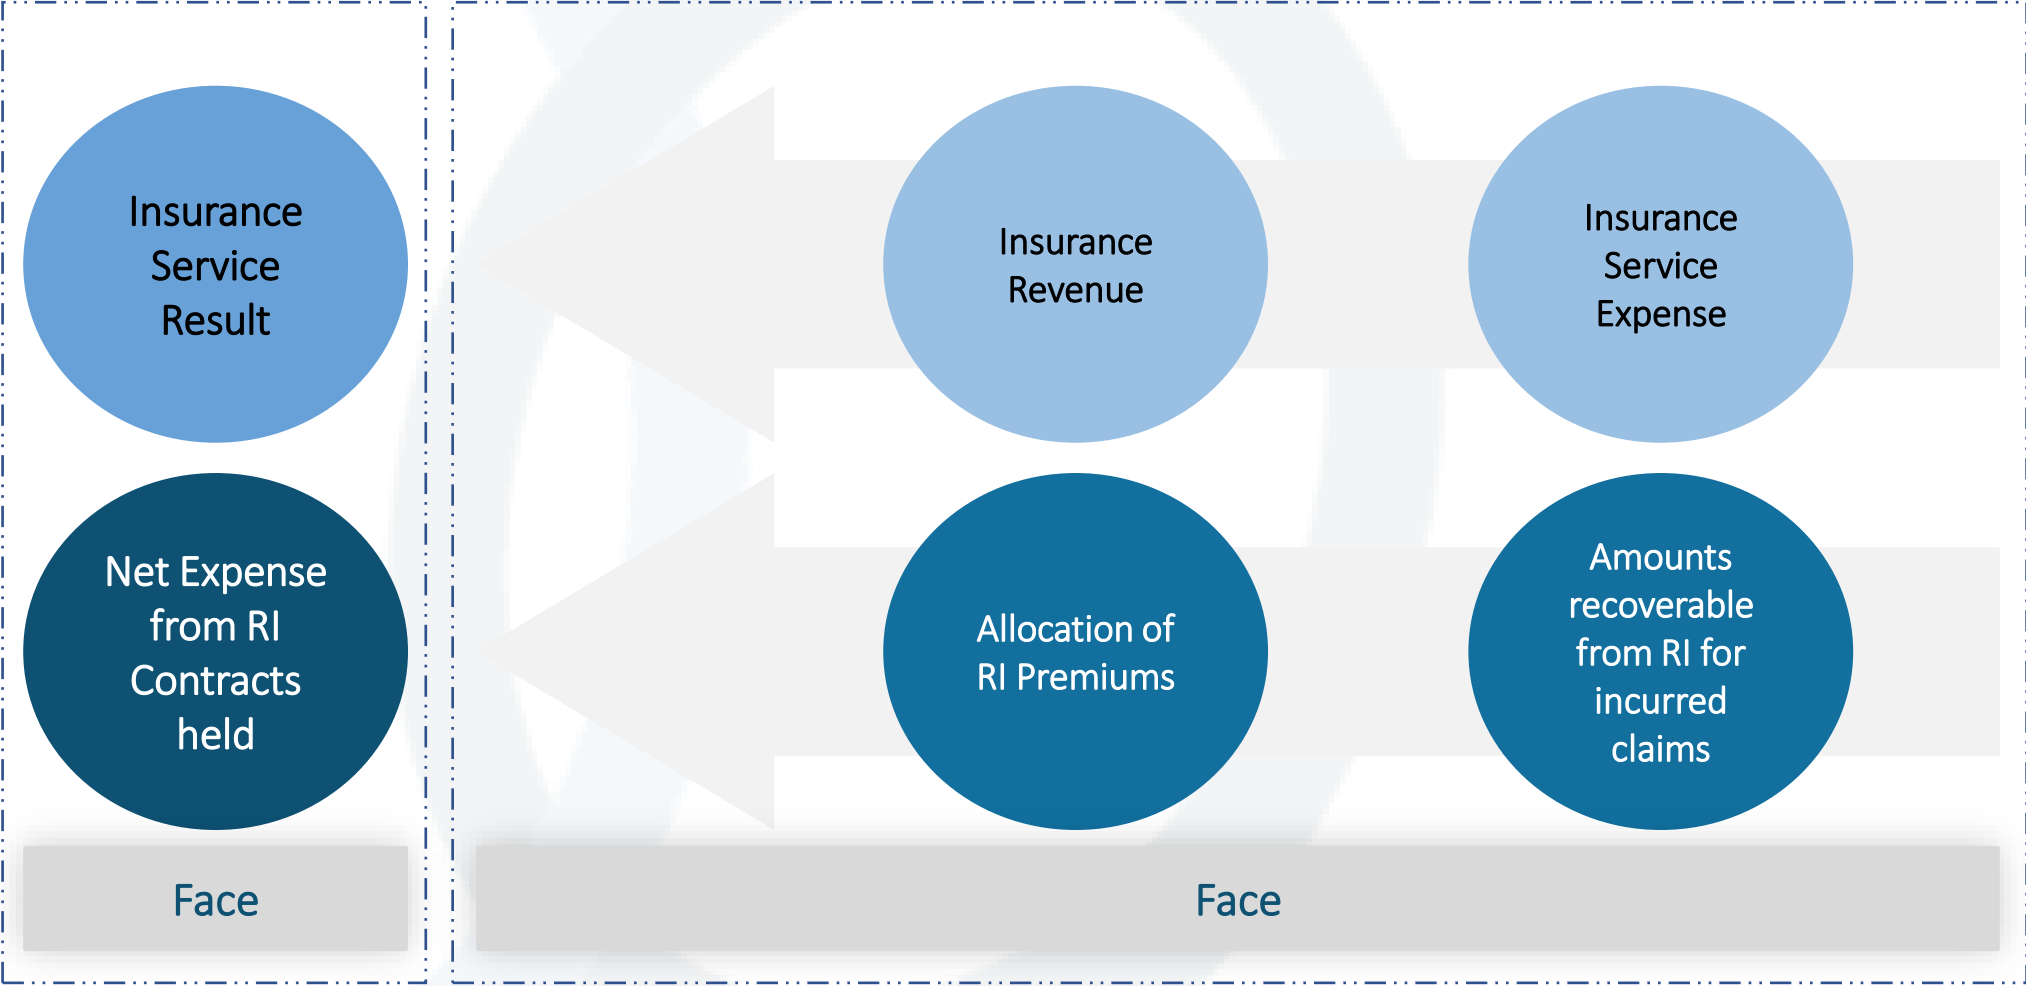 Insurance
Service
Result
Insurance
Revenue
Insurance
Service
Expense
Net Expense
from RI
Contracts
held
Allocation of
RI Premiums
Amounts
recoverable
from RI for
incurred
claims
Face
Face